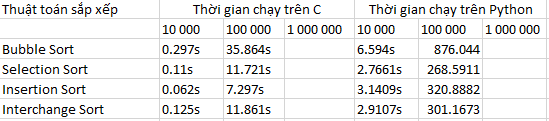 Thuật toán sắp xếp Thời gian chạy trên C Thời gian chạy trên Python
10 000 100 000 1 000 000 10 000 100 000 1 000 000
Bubble Sort 0.297s 35.864s 6.594s 876.044
Selection Sort 0.11s 11.721s 2.7661s 268.5911
Insertion Sort 0.062s 7.297s 3.1409s 320.8882
Interchange Sort 0.125s 11.861s 2.9107s 301.1673